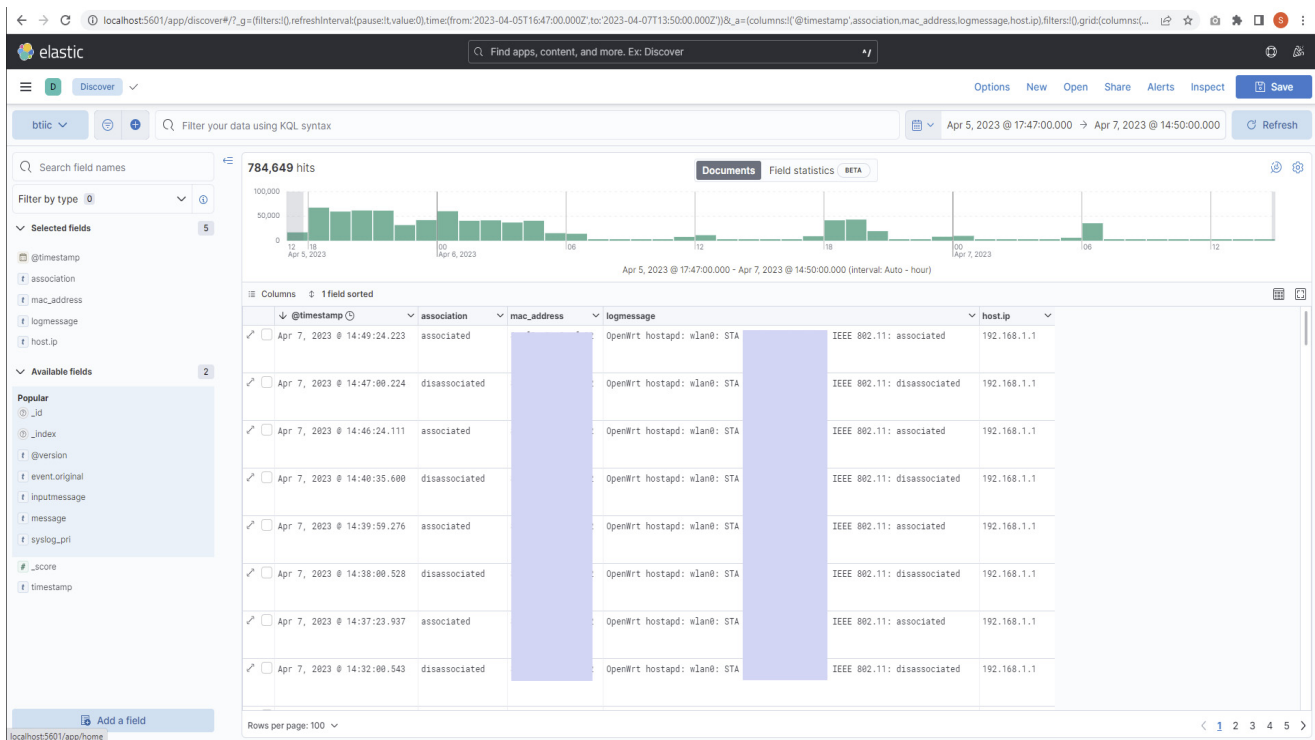 localhost:5601/app/discover#/?_g=(filters:!(),refreshInterval:(pause:!t,value:0),time:(from:'2023-04-05T16:47:00.000Z',to:'2023-04-07T13:50:00.000Z'))&_a=(columns:!('@timestamp',association,mac_address,logmessage,host.ip),filters:!(),grid:(columns:(... S
elastic Find apps, content, and more. Ex: Discover ^/
D Discover Options New Open Share Alerts Inspect Save
btiic Filter your data using KQL syntax Apr 5, 2023 @ 17:47:00.000 → Apr 7, 2023 @ 14:50:00.000 Refresh
Search field names
Filter by type 0
Selected fields 5
@timestamp
t association
t mac_address
t logmessage
t host.ip
Available fields 2
Popular
_id
_index
t @version
t event.original
t inputmessage
t message
t syslog_pri
# _score
t timestamp
Add a field
localhost:5601/app/home
784,649 hits Documents Field statistics BETA
100,000
50,000
0
12 18 00 06 12 18 00 06 12
Apr 5, 2023 Apr 6, 2023 Apr 7, 2023
Apr 5, 2023 @ 17:47:00.000 - Apr 7, 2023 @ 14:50:00.000 (interval: Auto - hour)
Columns 1 field sorted
@timestamp association mac_address logmessage host.ip
Apr 7, 2023 @ 14:49:24.223 associated OpenWrt hostapd: wlan0: STA IEEE 802.11: associated 192.168.1.1
Apr 7, 2023 @ 14:47:00.224 disassociated OpenWrt hostapd: wlan0: STA IEEE 802.11: disassociated 192.168.1.1
Apr 7, 2023 @ 14:46:24.111 associated OpenWrt hostapd: wlan0: STA IEEE 802.11: associated 192.168.1.1
Apr 7, 2023 @ 14:40:35.600 disassociated OpenWrt hostapd: wlan0: STA IEEE 802.11: disassociated 192.168.1.1
Apr 7, 2023 @ 14:39:59.276 associated OpenWrt hostapd: wlan0: STA IEEE 802.11: associated 192.168.1.1
Apr 7, 2023 @ 14:38:00.528 disassociated OpenWrt hostapd: wlan0: STA IEEE 802.11: disassociated 192.168.1.1
Apr 7, 2023 @ 14:37:23.937 associated OpenWrt hostapd: wlan0: STA IEEE 802.11: associated 192.168.1.1
Apr 7, 2023 @ 14:32:00.543 disassociated OpenWrt hostapd: wlan0: STA IEEE 802.11: disassociated 192.168.1.1
Rows per page: 100 < 1 2 3 4 5 >